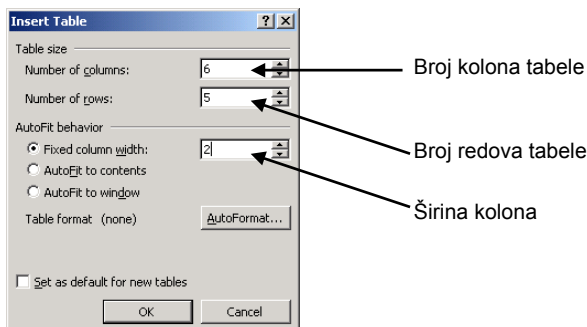 Insert Table
Table size
Number of columns: 6
Broj kolona tabele
Number of rows: 5
AutoFit behavior
Broj redova tabele
Fixed column width: 2
AutoFit to contents
AutoFit to window
Širina kolona
Table format (none) AutoFormat...
Set as default for new tables
OK Cancel